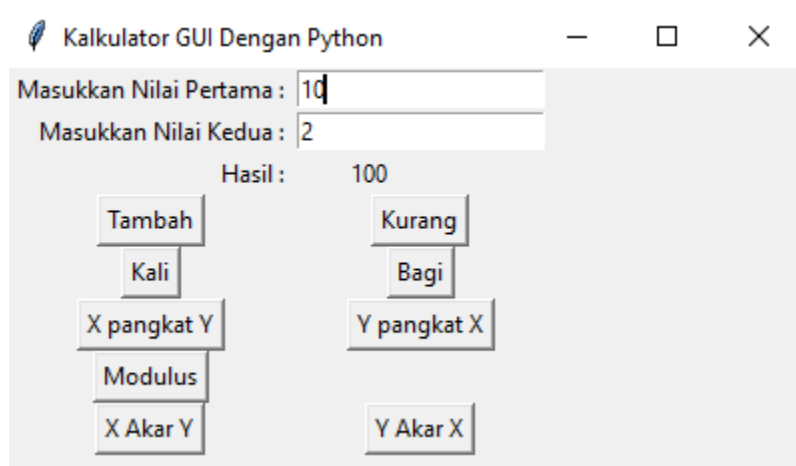 Kalkulator GUI Dengan Python
Masukkan Nilai Pertama : 10
Masukkan Nilai Kedua : 2
Hasil : 100
Tambah Kurang
Kali Bagi
X pangkat Y Y pangkat X
Modulus
X Akar Y Y Akar X